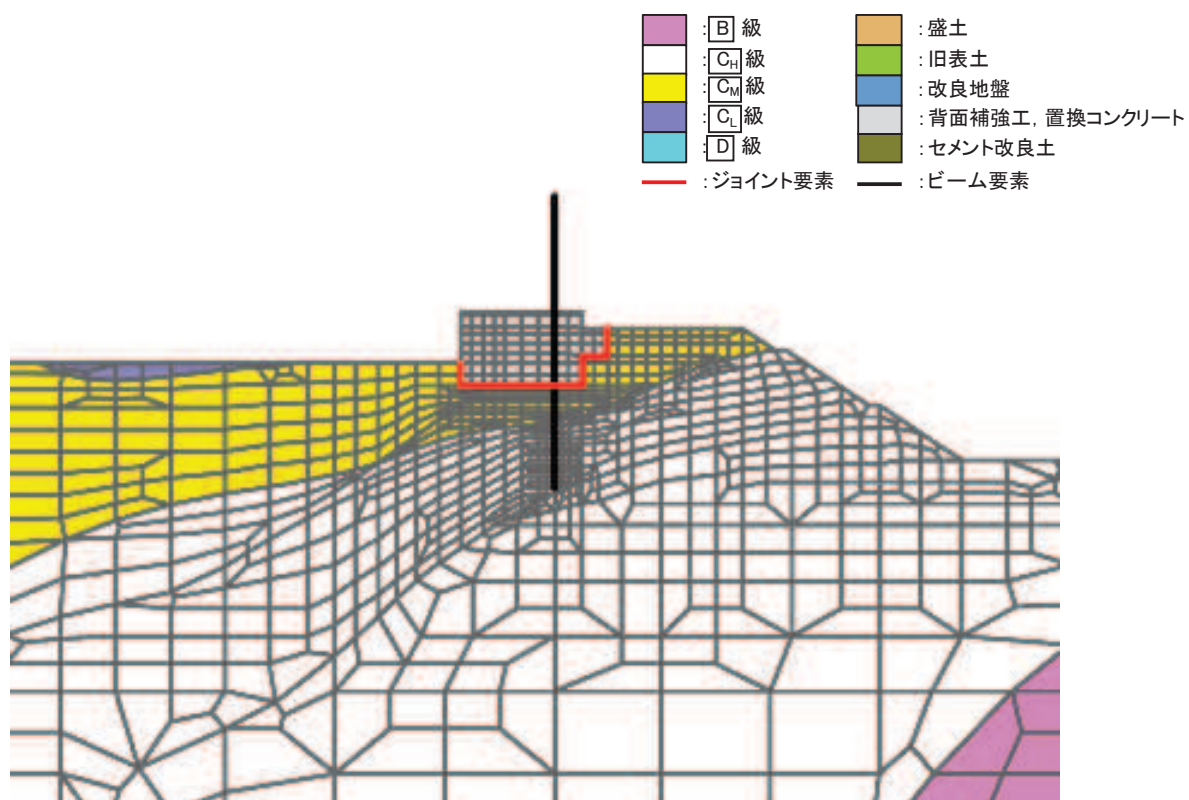 :B 級
:CH 級
:CM 級
:CL 級
:D 級
:ジョイント要素
:盛土
:旧表土
:改良地盤
:背面補強工, 置換コンクリート
:セメント改良土
:ビーム要素